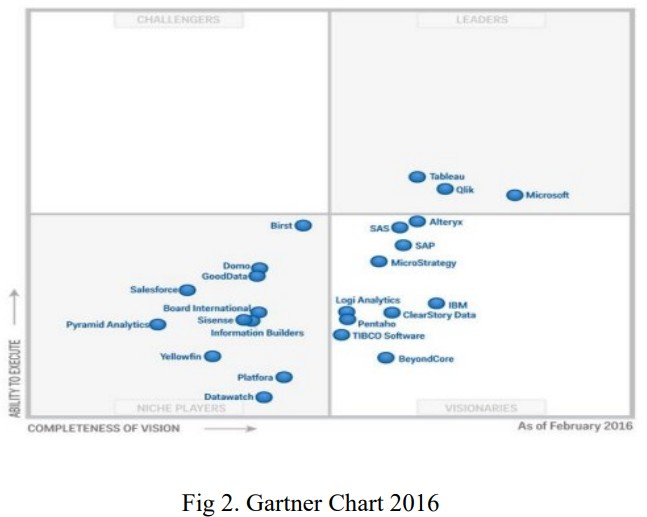 CHALLENGERS
LEADERS
Tableau
Qlik
Microsoft
Birst
SAS
Alteryx
SAP
MicroStrategy
Domo
GoodData
Salesforce
Board International
Sisense
Pyramid Analytics
Information Builders
Logi Analytics
IBM
ClearStory Data
Pentaho
TIBCO Software
Yellowfin
BeyondCore
Platfora
Datawatch
NICHE PLAYERS
VISIONARIES
ABILITY TO EXECUTE
COMPLETENESS OF VISION
As of February 2016
Fig 2. Gartner Chart 2016